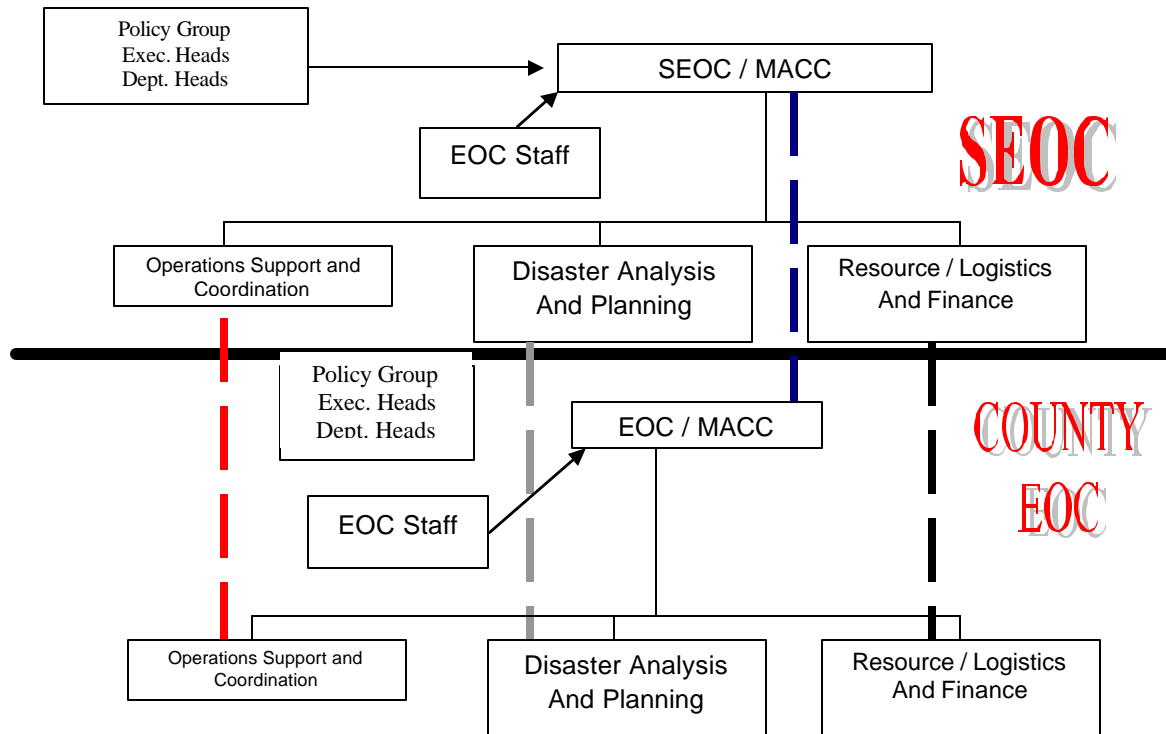 Policy Group
Exec. Heads
Dept. Heads
SEOC / MACC
EOC Staff
SEOC
Operations Support and
Coordination
Disaster Analysis
And Planning
Resource / Logistics
And Finance
Policy Group
Exec. Heads
Dept. Heads
EOC / MACC
COUNTY
EOC
EOC Staff
Operations Support and
Coordination
Disaster Analysis
And Planning
Resource / Logistics
And Finance